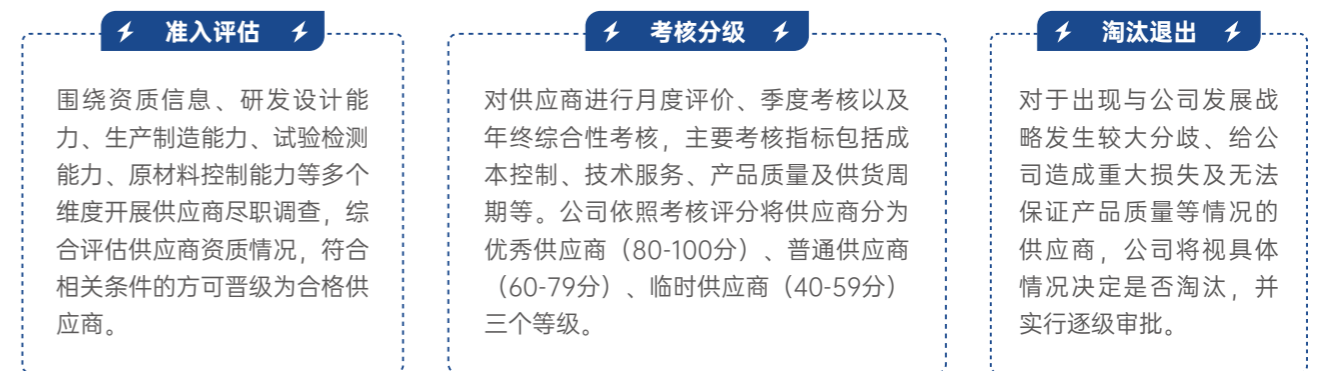 准入评估
围绕资质信息、研发设计能
力、生产制造能力、试验检测
能力、原材料控制能力等多个
维度开展供应商尽职调查，综
合评估供应商资质情况，符合
相关条件的方可晋级为合格供
应商。
考核分级
对供应商进行月度评价、季度考核以及
年终综合性考核，主要考核指标包括成
本控制、技术服务、产品质量及供货周
期等。公司依照考核评分将供应商分为
优秀供应商（80-100分）、普通供应商
（60-79分）、临时供应商（40-59分）
三个等级。
淘汰退出
对于出现与公司发展战
略发生较大分歧、给公
司造成重大损失及无法
保证产品质量等情况的
供应商，公司将视具体
情况决定是否淘汰，并
实行逐级审批。